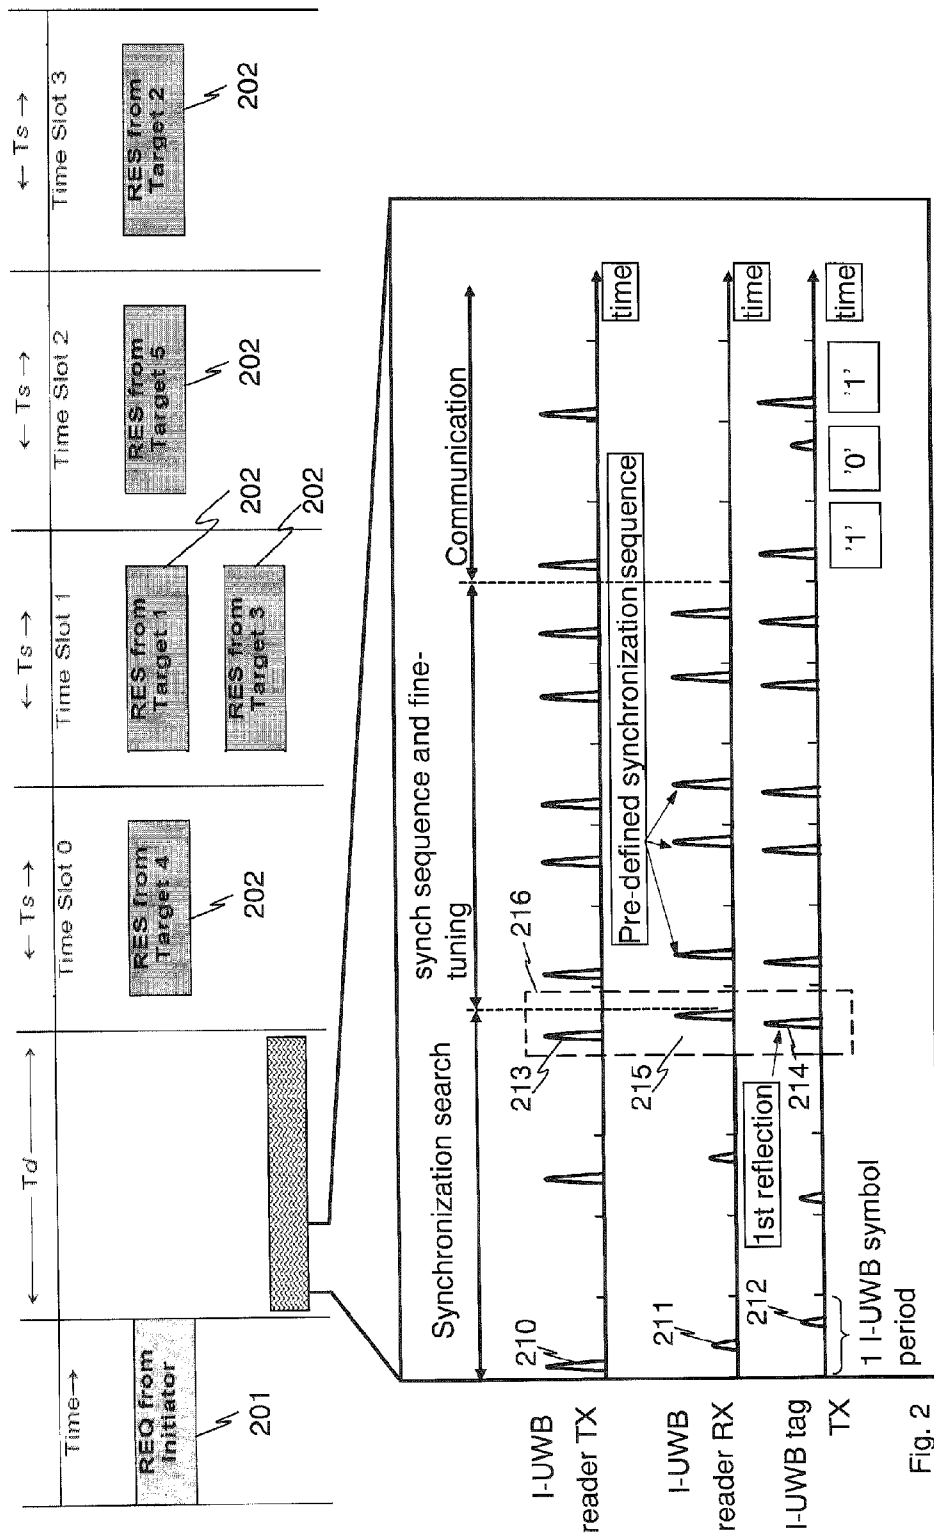 Time→
←Td→
←Ts→
←Ts→
←Ts→
←Ts→
Time Slot 0
Time Slot 1
Time Slot 2
Time Slot 3
REQ from
Initiator
201
RES from
Target 4
202
RES from
Target 1
202
RES from
Target 3
202
RES from
Target 5
202
RES from
Target 2
202
Synchronization search
synch sequence and fine-
tuning
Communication
I-UWB
reader TX
210
213
216
time
Pre-defined synchronization sequence
I-UWB
reader RX
211
215
time
1st reflection
I-UWB tag
TX
212
214
time
1 I-UWB symbol
period
'1'
'0'
'1'
Fig. 2